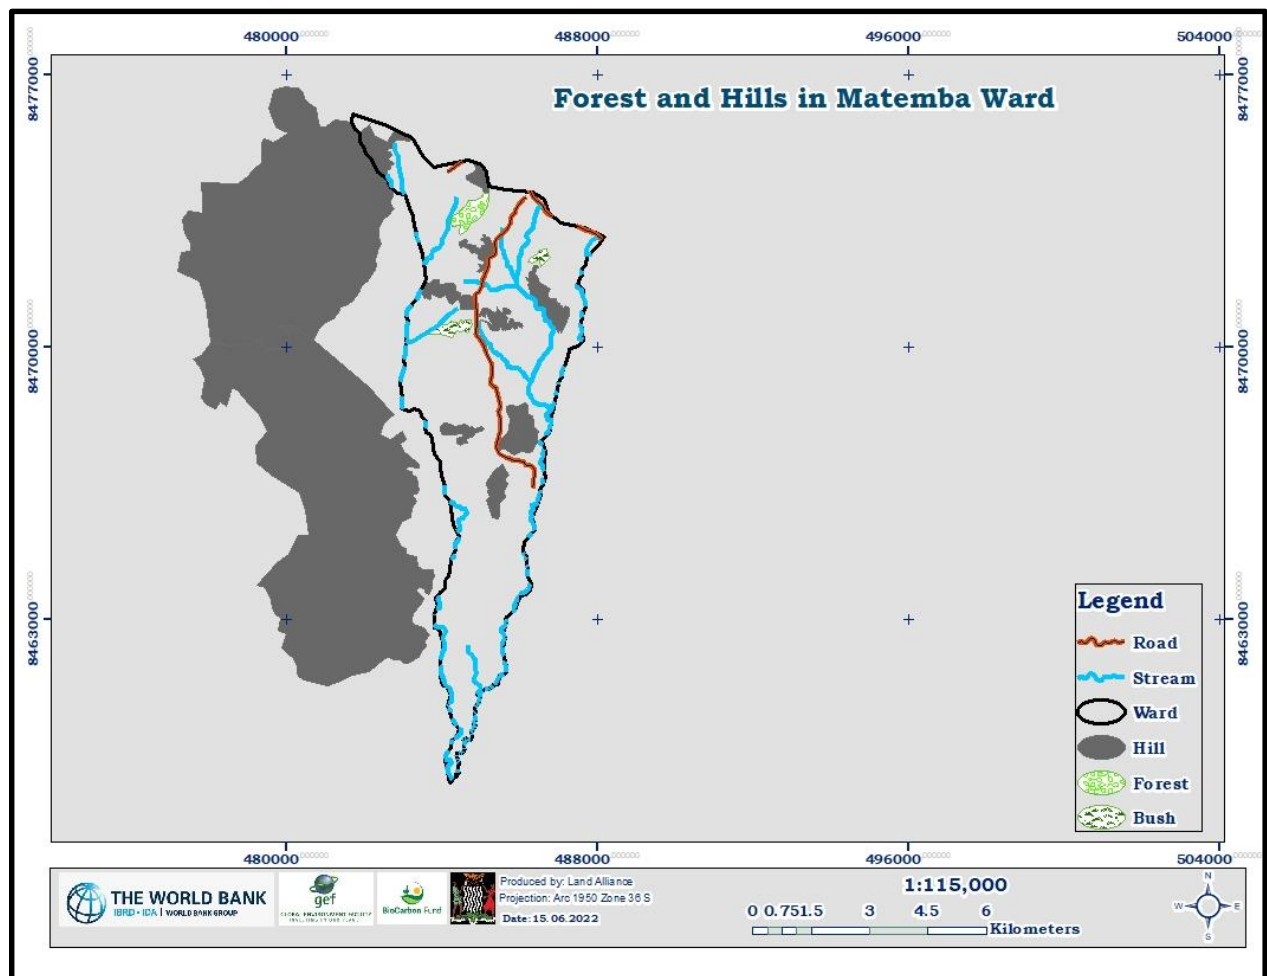 480000 488000 496000 504000
8477000 8477000
Forest and Hills in Matemba Ward
8470000 8470000
8463000 8463000
Legend
Road
Stream
Ward
Hill
Forest
Bush
480000 488000 496000 504000
THE WORLD BANK
IBRD • IDA | WORLD BANK GROUP
gef
GLOBAL ENVIRONMENT FACILITY
BioCarbon Fund
Produced by: Land Alliance
Projection: Arc 1950 Zone 36 S
Date: 15.06.2022
1:115,000
0 0.751.5 3 4.5 6
Kilometers
N
W E
S